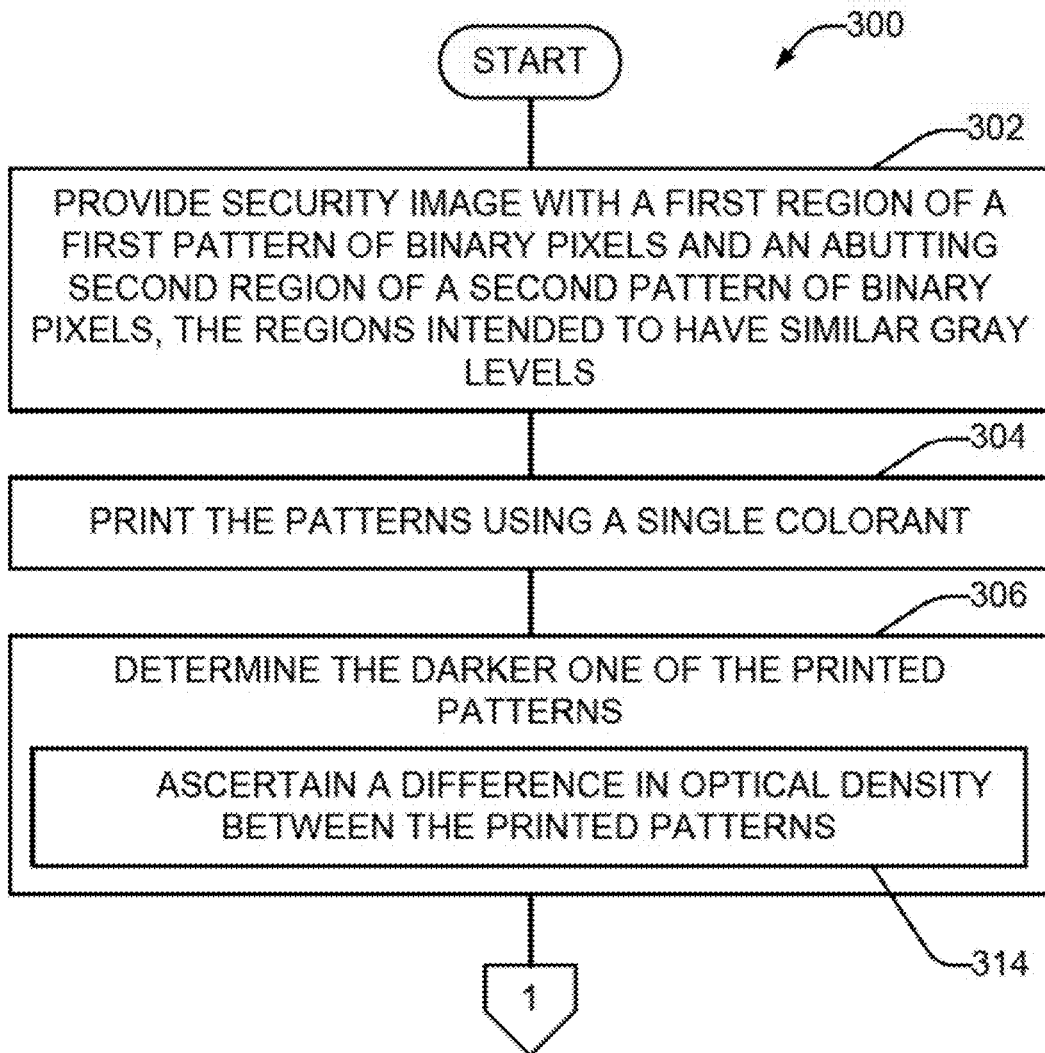 300
START
302
PROVIDE SECURITY IMAGE WITH A FIRST REGION OF A
FIRST PATTERN OF BINARY PIXELS AND AN ABUTTING
SECOND REGION OF A SECOND PATTERN OF BINARY
PIXELS, THE REGIONS INTENDED TO HAVE SIMILAR GRAY
LEVELS
304
PRINT THE PATTERNS USING A SINGLE COLORANT
306
DETERMINE THE DARKER ONE OF THE PRINTED
PATTERNS
ASCERTAIN A DIFFERENCE IN OPTICAL DENSITY
BETWEEN THE PRINTED PATTERNS
314
1